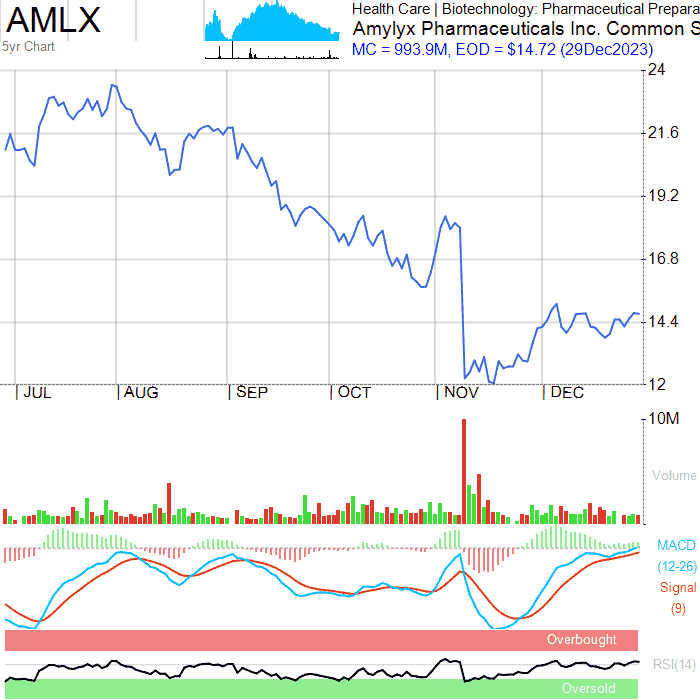 AMLX
5yr Chart
Health Care | Biotechnology: Pharmaceutical Prepara
Amylyx Pharmaceuticals Inc. Common S
MC = 993.9M, EOD = $14.72 (29Dec2023)
24
21.6
19.2
16.8
14.4
12
JUL
AUG
SEP
OCT
NOV
DEC
10M
Volume
MACD
(12-26)
Signal
(9)
Overbought
RSI(14)
Oversold